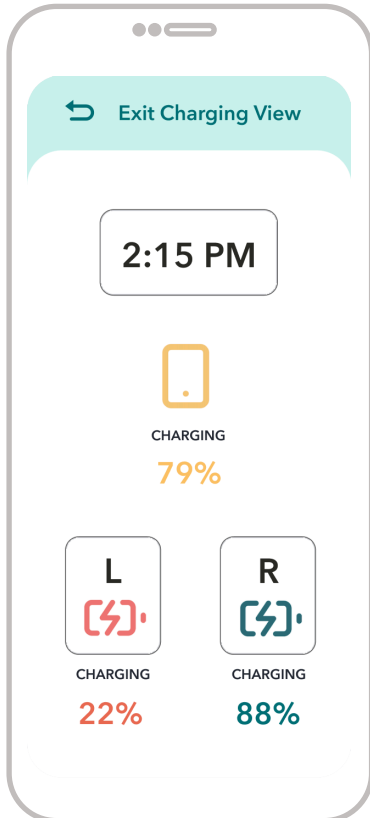 Exit Charging View
2:15 PM
CHARGING
79%
L R
CHARGING CHARGING
22% 88%